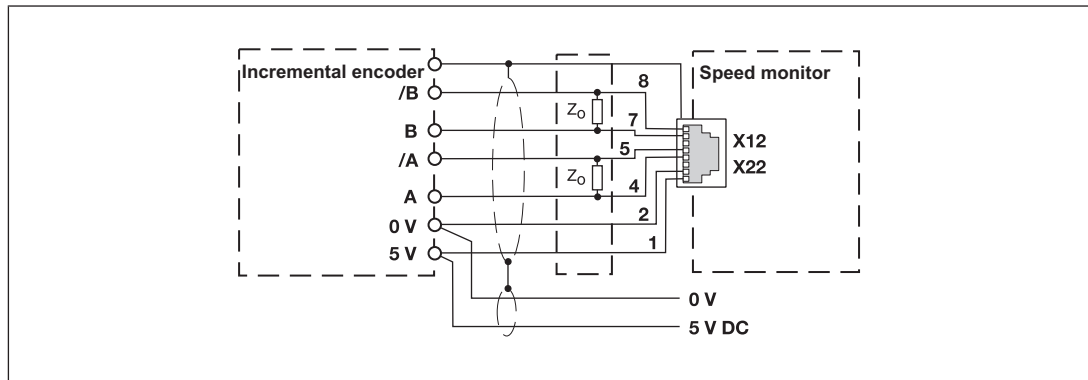 Incremental encoder
Speed monitor
8
/B
Z₀
B
7
X12
5
/A
X22
Z₀
4
A
2
0 V
1
5 V
0 V
5 V DC